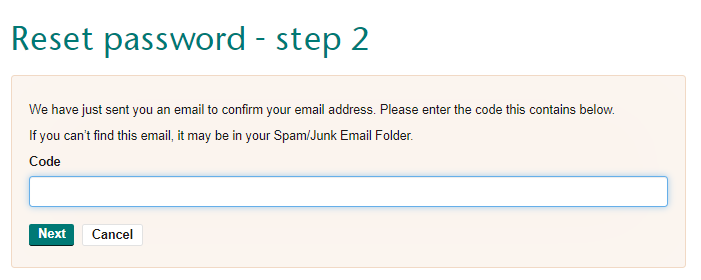 Reset password - step 2
We have just sent you an email to confirm your email address. Please enter the code this contains below.
If you can't find this email, it may be in your Spam/Junk Email Folder.
Code
Next Cancel